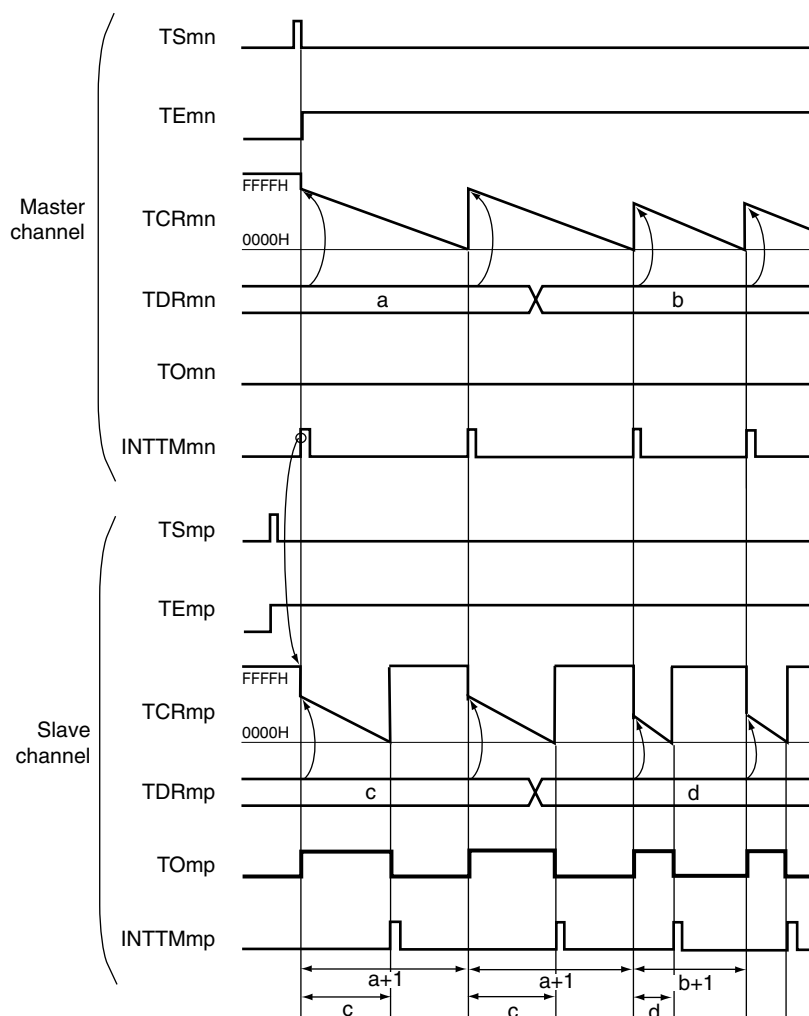 Master
channel
TSmn
TEmn
FFFFH
TCRmn
0000H
TDRmn
a
b
TOmn
INTTMmn
Slave
channel
TSmp
TEmp
FFFFH
TCRmp
0000H
TDRmp
c
d
TOmp
INTTMmp
a+1
a+1
b+1
c
c
d